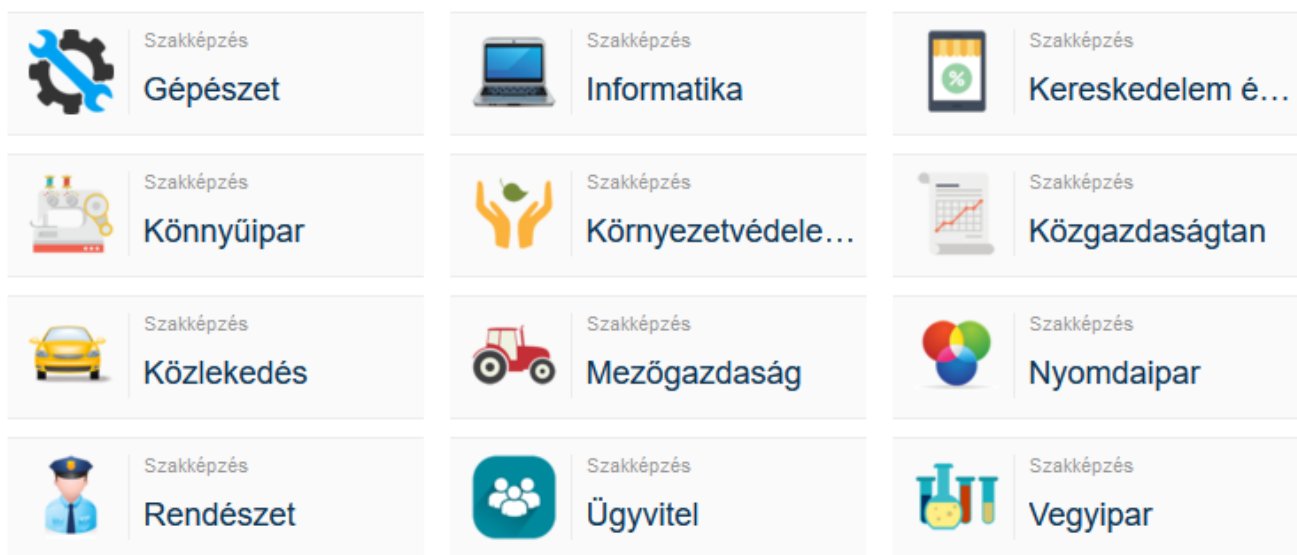 Szakképzés
Gépészet
Szakképzés
Informatika
Szakképzés
Kereskedelem é...
Szakképzés
Könnyűipar
Szakképzés
Környezetvédele...
Szakképzés
Közgazdaságtan
Szakképzés
Közlekedés
Szakképzés
Mezőgazdaság
Szakképzés
Nyomdaipar
Szakképzés
Rendészet
Szakképzés
Ügyvitel
Szakképzés
Vegyipar